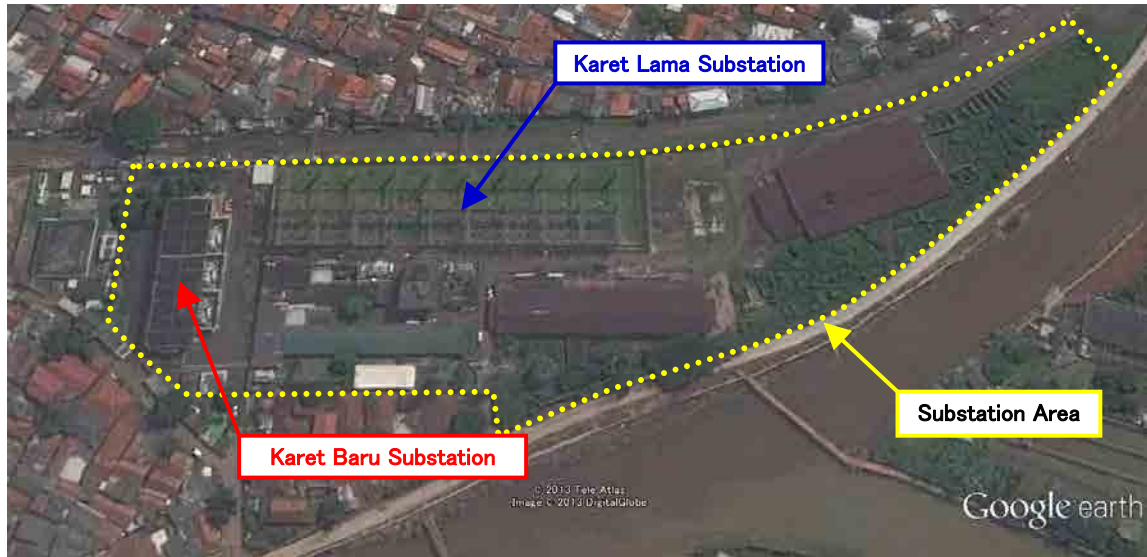 Karet Lama Substation
Substation Area
Karet Baru Substation
© 2013 Tele Atlas
Image © 2013 DigitalGlobe
Google earth